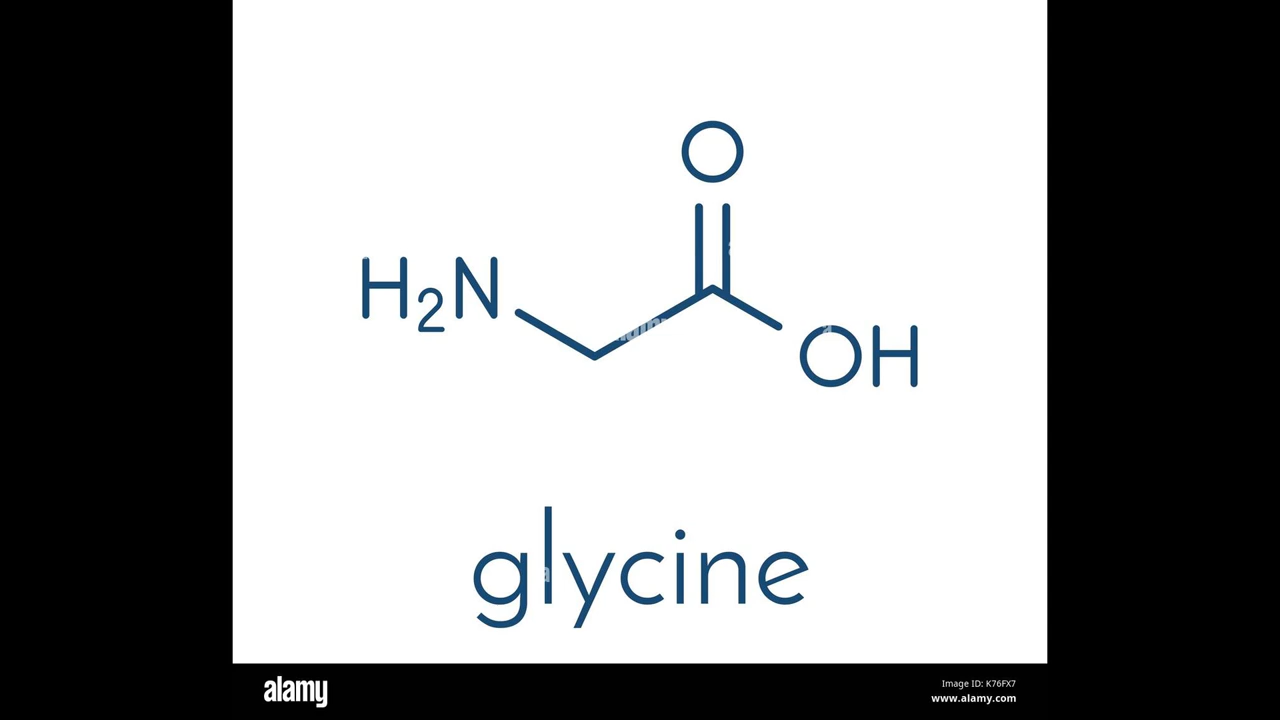 O
H₂N
OH
glycine
alamy
Image ID: K76FX7
www.alamy.com